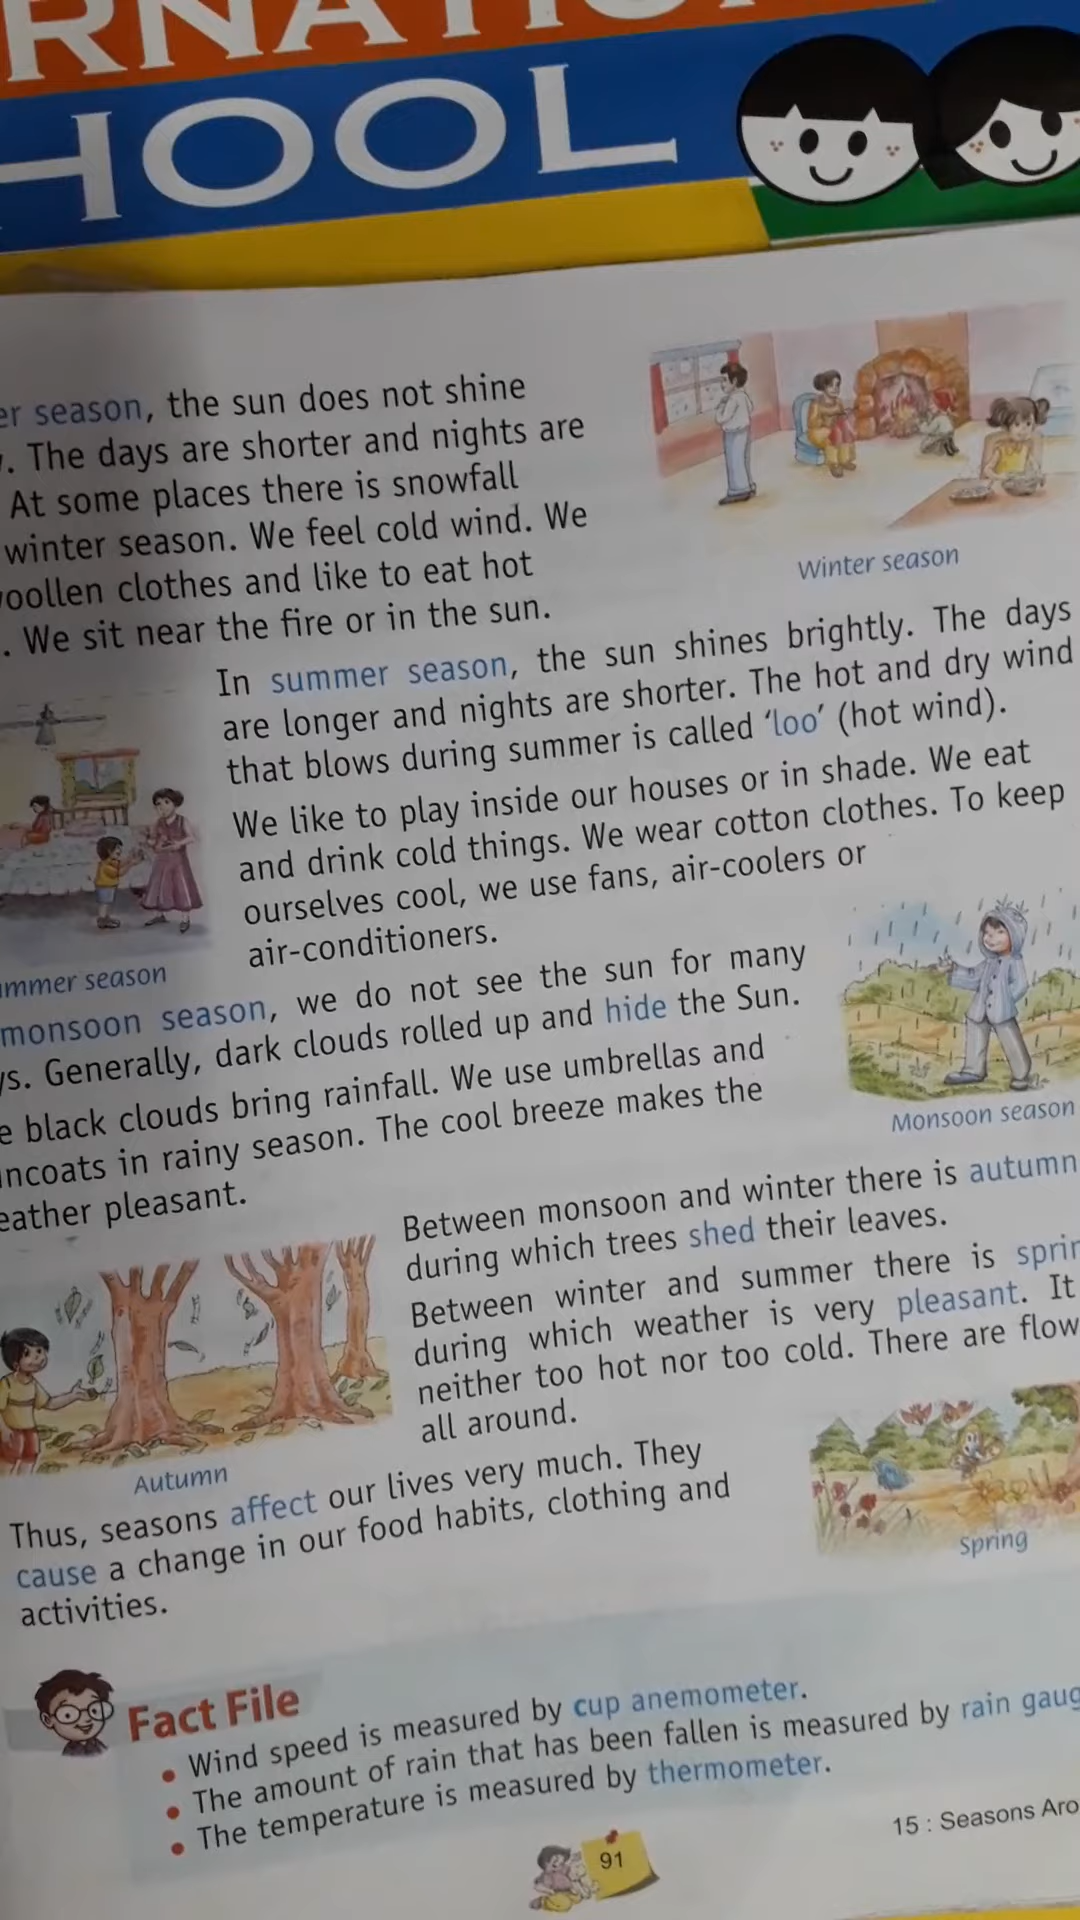 HOOL
season, the sun does not shine
The days are shorter and nights are
At some places there is snowfall
winter season. We feel cold wind. We
clothes and like to eat hot
. We sit near the fire or in the sun.
Winter season
In summer season, the sun shines brightly. The days
are longer and nights are shorter. The hot and dry wind
that blows during summer is called ‘loo’ (hot wind).
We like to play inside our houses or in shade. We eat
and drink cold things. We wear cotton clothes. To keep
ourselves cool, we use fans, air-coolers or
air-conditioners.
season
monsoon season, we do not see the sun for many
Generally, dark clouds rolled up and hide the Sun.
black clouds bring rainfall. We use umbrellas and
in rainy season. The cool breeze makes the
pleasant.
Monsoon season
Between monsoon and winter there is autumn
during which trees shed their leaves.
Between winter and summer there is
during which weather is very pleasant. It
neither too hot nor too cold. There are
all around.
Autumn
Thus, seasons affect our lives very much. They
cause a change in our food habits, clothing and
activities.
Spring
Fact File
• Wind speed is measured by cup anemometer.
• The amount of rain that has been fallen is measured by rain
• The temperature is measured by thermometer.
15 : Seasons
91